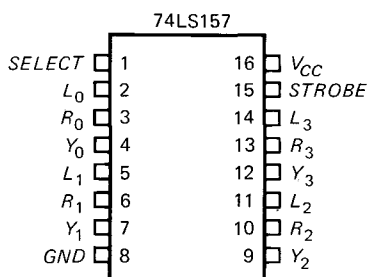 74LS157
SELECT 1 16 VCC
L0 2 15 STROBE
R0 3 14 L3
Y0 4 13 R3
L1 5 12 Y3
R1 6 11 L2
Y1 7 10 R2
GND 8 9 Y2